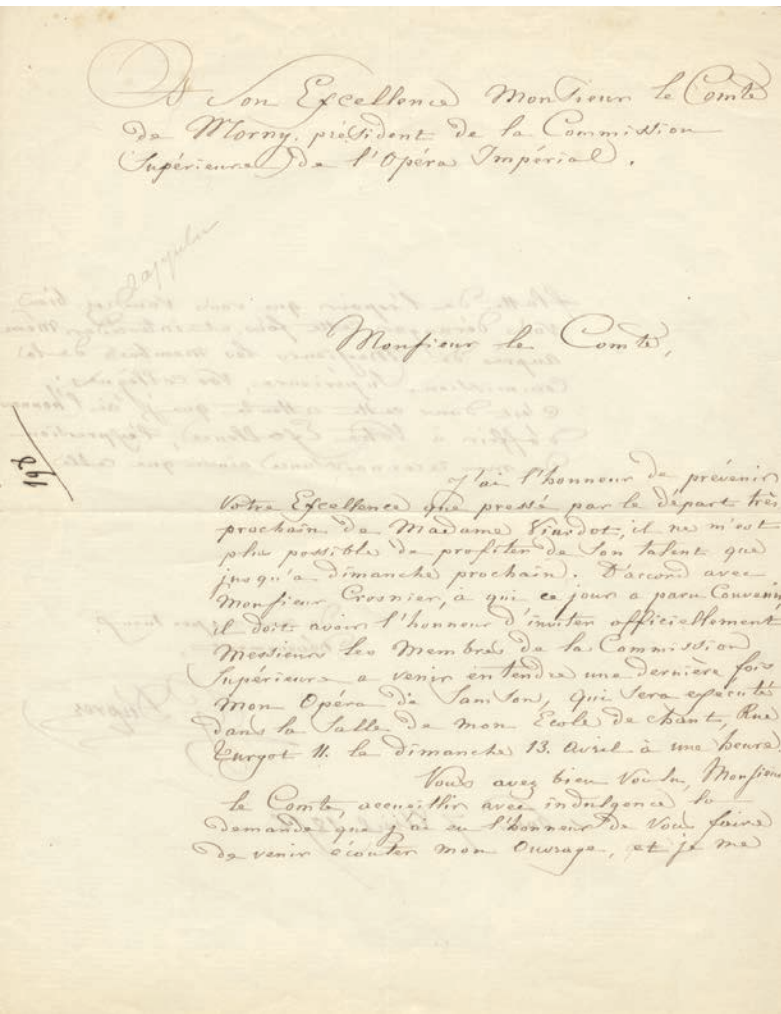 A Son Excellence Monsieur le Comte
de Morny, président de la Commission
Supérieure de l'Opéra Impérial.
Monsieur le Comte,
198
J'ai l'honneur de prévenir
Votre Excellence que pressé par le départ très
prochain de Madame Viardot, il ne m'est
plus possible de profiter de son talent que
jusqu'a dimanche prochain. D'accord avec
Monsieur Crosnier, a qui ce jour a paru Convenir,
il doit avoir l'honneur d'inviter officiellement
Messieurs les Membres de la Commission
Supérieure a venir entendre une dernière fois
mon Opéra de Samson, qui sera exécuté
dans la Salle de mon Ecole de chant, Rue
Turgot 11. le dimanche 13. avril à une heure.
Vous avez bien voulu, Monsieur
le Comte, accueillir avec indulgence la
demande que j'ai eu l'honneur de vous faire
de venir écouter mon Ouvrage, et je me